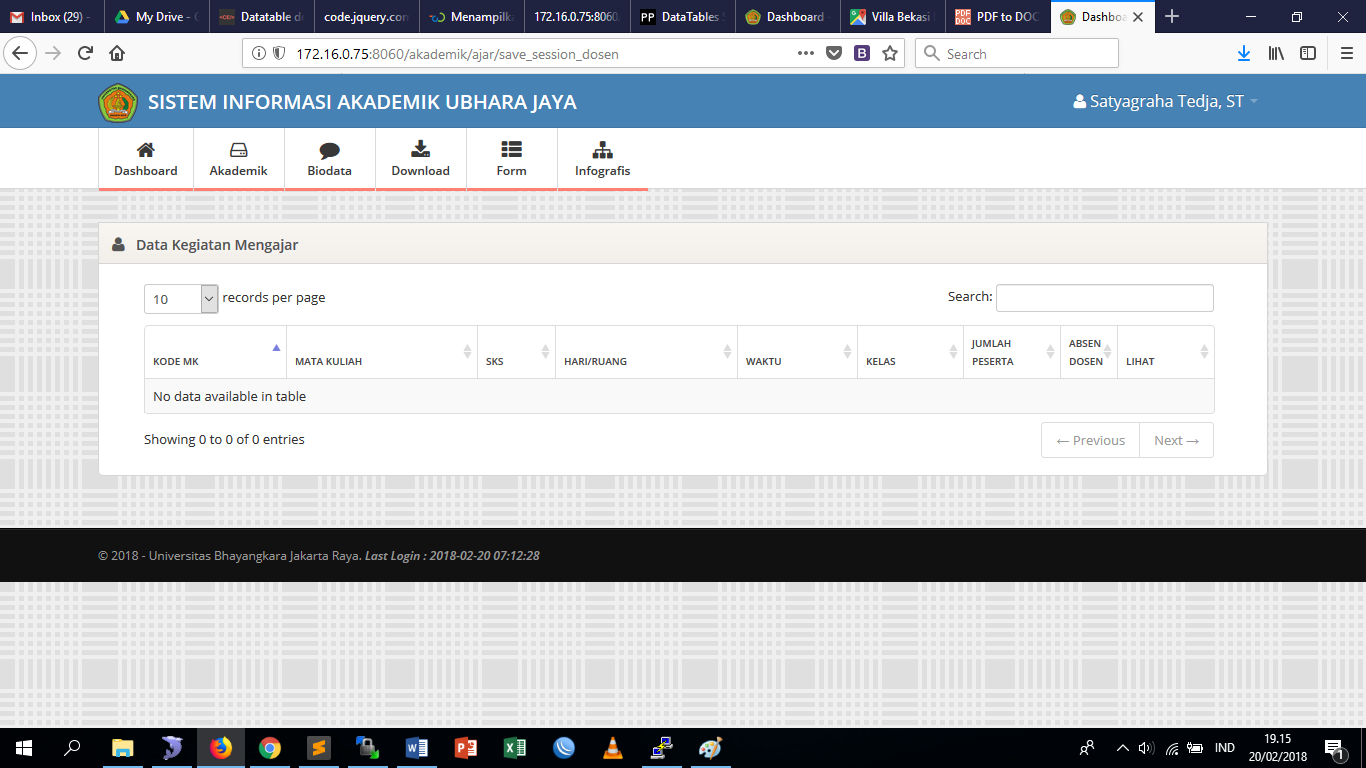 Inbox (29) -
My Drive - G
Datatable de
code.jquery.con
Menampilka
172.16.0.75:8060/
DataTables S
Dashboard -
Villa Bekasi
PDF to DOC
Dashboa
172.16.0.75:8060/akademik/ajar/save_session_dosen
Search
SISTEM INFORMASI AKADEMIK UBHARA JAYA
Satyagraha Tedja, ST
Dashboard
Akademik
Biodata
Download
Form
Infografis
Data Kegiatan Mengajar
10 records per page
Search:
KODE MK
MATA KULIAH
SKS
HARI/RUANG
WAKTU
KELAS
JUMLAH
PESERTA
ABSEN
DOSEN
LIHAT
No data available in table
Showing 0 to 0 of 0 entries
← Previous
Next →
© 2018 - Universitas Bhayangkara Jakarta Raya. Last Login : 2018-02-20 07:12:28
IND
19.15
20/02/2018
1